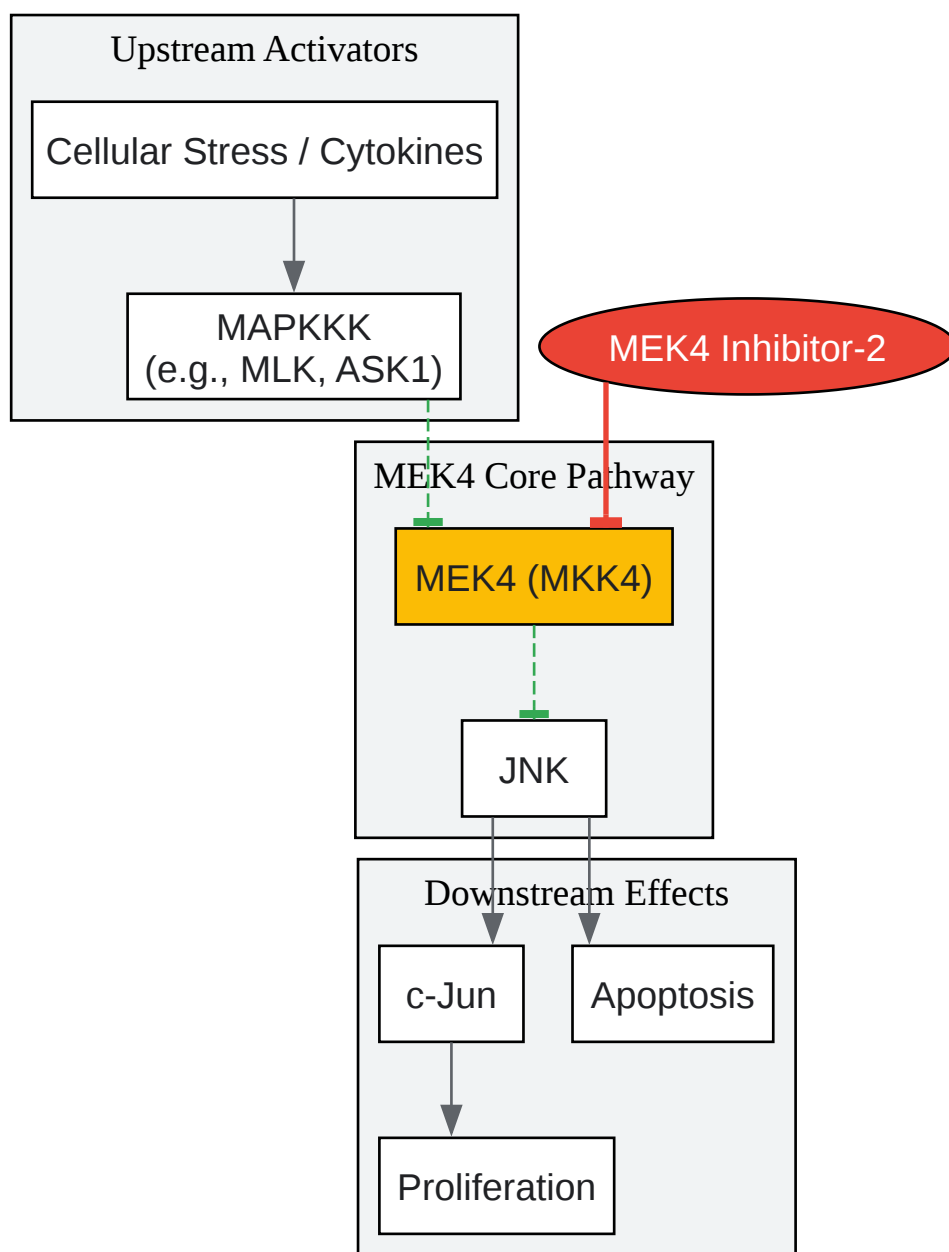 Upstream Activators
Cellular Stress / Cytokines
MAPKKK
(e.g., MLK, ASK1)
MEK4 Inhibitor-2
MEK4 Core Pathway
MEK4 (MKK4)
JNK
Downstream Effects
c-Jun
Apoptosis
Proliferation